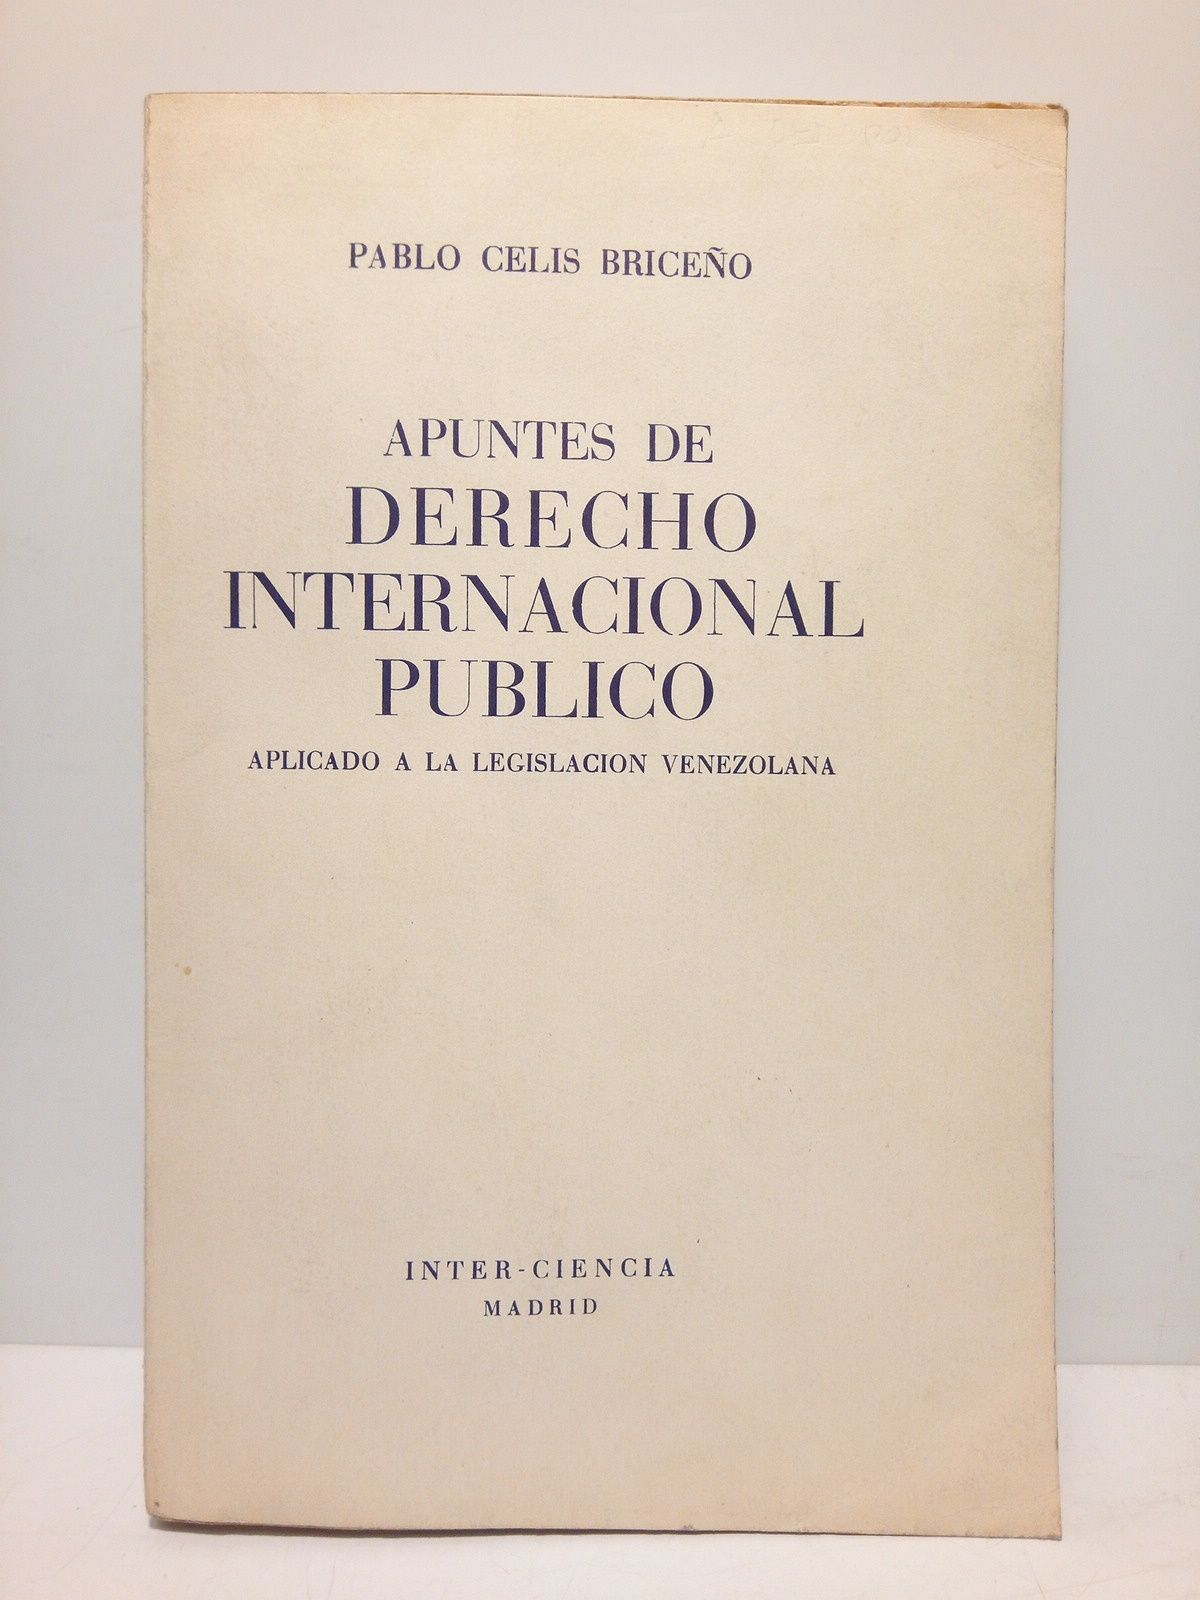 PABLO CELIS BRICEÑO
APUNTES DE
DERECHO
INTERNACIONAL
PUBLICO
APLICADO A LA LEGISLACION VENEZOLANA
INTER-CIENCIA
MADRID